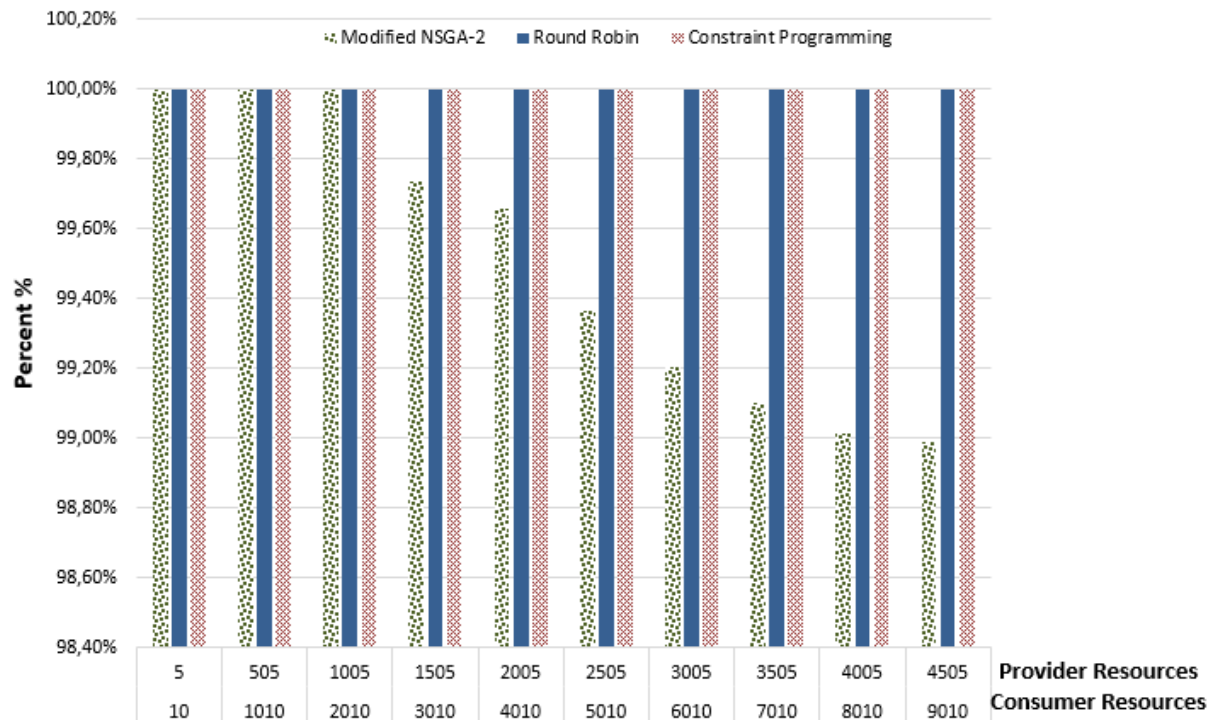 100,20%
Modified NSGA-2 Round Robin Constraint Programming
100,00%
99,80%
99,60%
99,40%
99,20%
99,00%
98,80%
98,60%
98,40%
Percent %
5 505 1005 1505 2005 2505 3005 3505 4005 4505 Provider Resources
10 1010 2010 3010 4010 5010 6010 7010 8010 9010 Consumer Resources